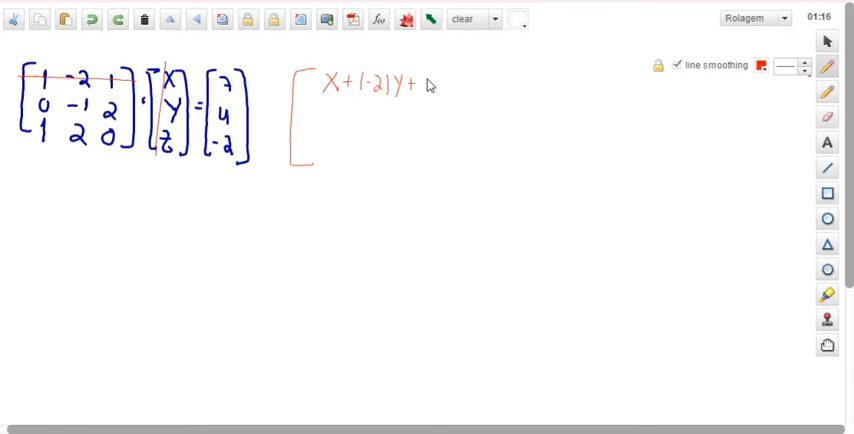 clear
Rolagem
01:16
line smoothing
[1 -2 1] · [X] = [7] [ X + (-2) Y +
[0 -1 2] [Y] [4]
[1 2 0] [Z] [-2]